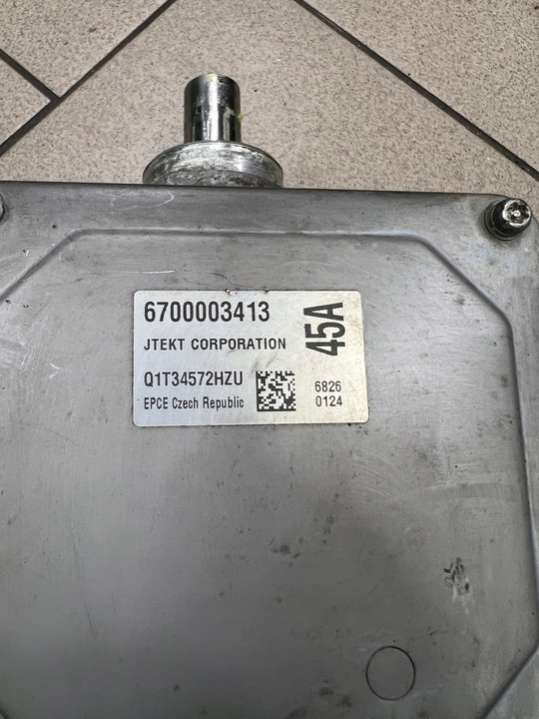 6700003413
45A
JTEKT CORPORATION
Q1T34572HZU
6826
EPCE Czech Republic
0124